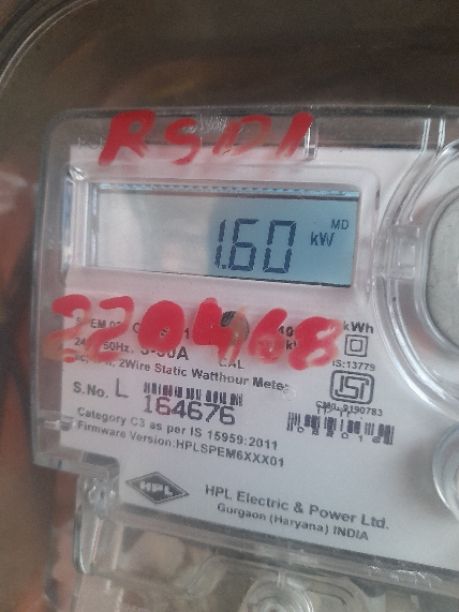 RSDI
MD
1.60 kW
220468
kWh
50Hz,
IS:13779
2Wire Static Watthour Meter
S.No. L 164676
Category C3 as per IS 15959:2011
Firmware Version:HPLSPEM6XXX01
HPL
HPL Electric & Power Ltd.
Gurgaon (Haryana) INDIA